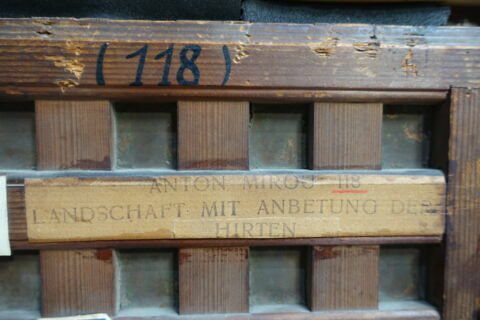 (118)
ANTON MIROU 118
LANDSCHAFT MIT ANBETUNG DER
HIRTEN